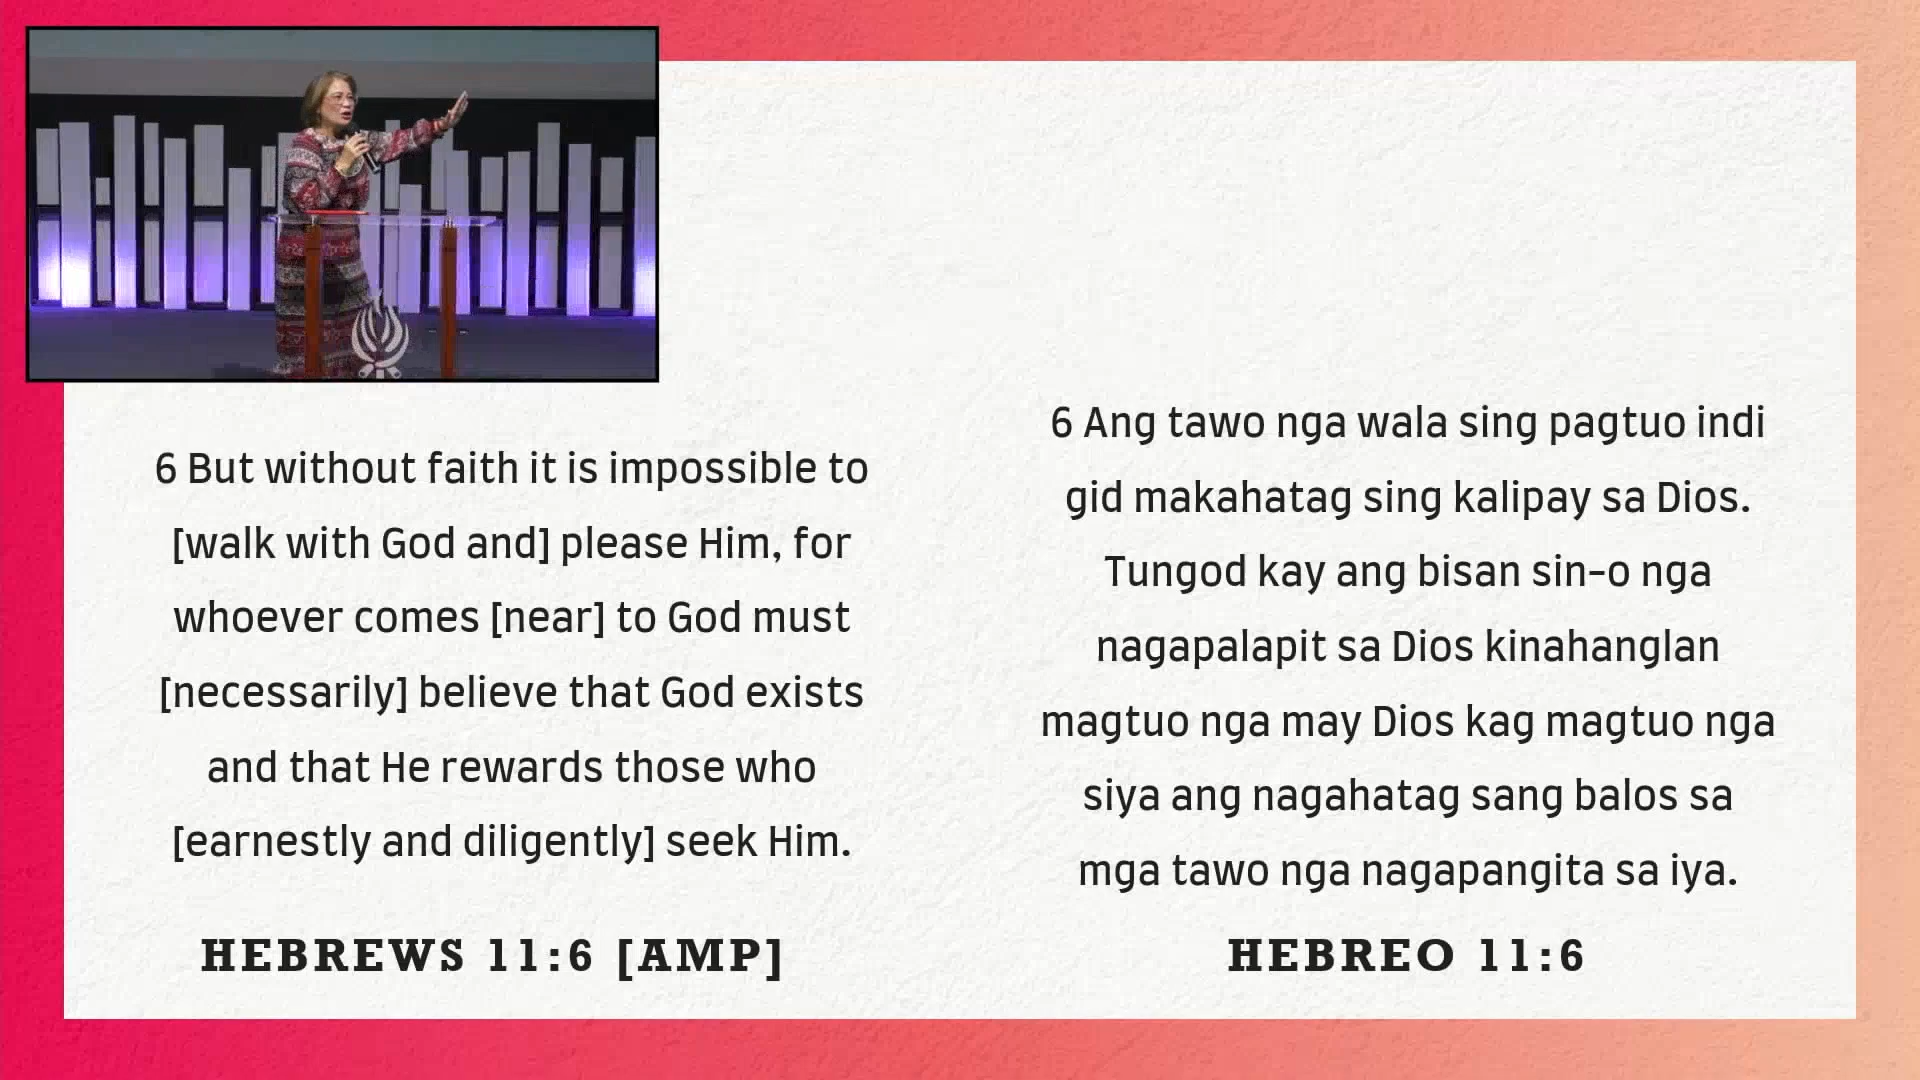 6 But without faith it is impossible to
[walk with God and] please Him, for
whoever comes [near] to God must
[necessarily] believe that God exists
and that He rewards those who
[earnestly and diligently] seek Him.
HEBREWS 11:6 [AMP]
6 Ang tawo nga wala sing pagtuo indi
gid makahatag sing kalipay sa Dios.
Tungod kay ang bisan sin-o nga
nagapalapit sa Dios kinahanglan
magtuo nga may Dios kag magtuo nga
siya ang nagahatag sang balos sa
mga tawo nga nagapangita sa iya.
HEBREO 11:6